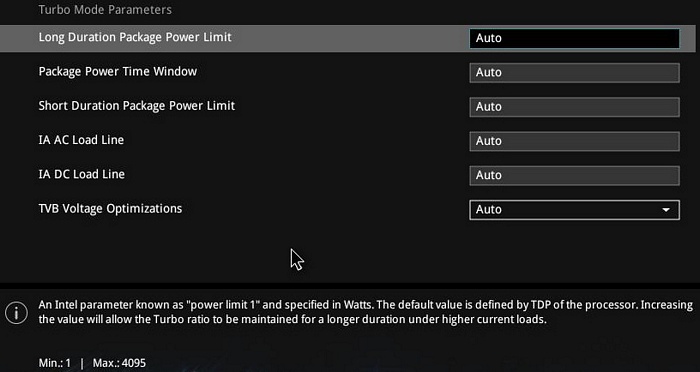 Turbo Mode Parameters
Long Duration Package Power Limit Auto
Package Power Time Window Auto
Short Duration Package Power Limit Auto
IA AC Load Line Auto
IA DC Load Line Auto
TVB Voltage Optimizations Auto
An Intel parameter known as "power limit 1" and specified in Watts. The default value is defined by TDP of the processor. Increasing
the value will allow the Turbo ratio to be maintained for a longer duration under higher current loads.
Min.: 1 | Max.: 4095